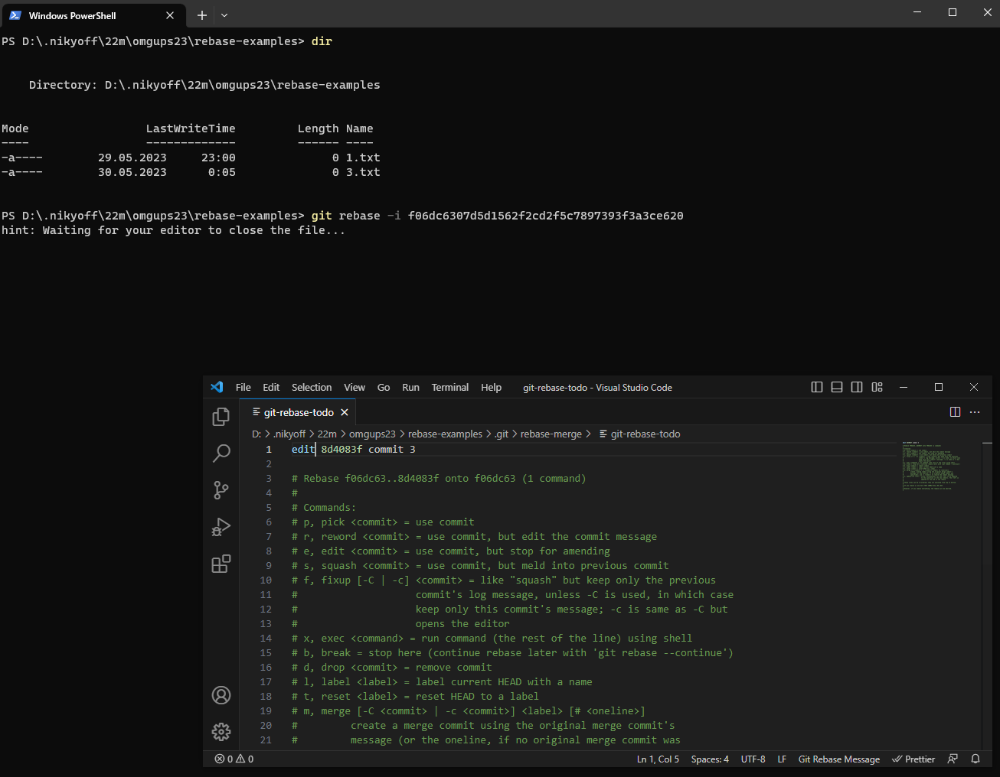 Windows PowerShell
PS D:\.nikyoff\22m\omgups23\rebase-examples> dir
Directory: D:\.nikyoff\22m\omgups23\rebase-examples
Mode LastWriteTime Length Name
---- ------------- ------ ----
-a---- 29.05.2023 23:00 0 1.txt
-a---- 30.05.2023 0:05 0 3.txt
PS D:\.nikyoff\22m\omgups23\rebase-examples> git rebase -i f06dc6307d5d1562f2cd2f5c7897393f3a3ce620
hint: Waiting for your editor to close the file...
File Edit Selection View Go Run Terminal Help git-rebase-todo - Visual Studio Code
git-rebase-todo
D: > .nikyoff > 22m > omgups23 > rebase-examples > .git > rebase-merge > git-rebase-todo
1 edit 8d4083f commit 3
2
3 # Rebase f06dc63..8d4083f onto f06dc63 (1 command)
4 #
5 # Commands:
6 # p, pick <commit> = use commit
7 # r, reword <commit> = use commit, but edit the commit message
8 # e, edit <commit> = use commit, but stop for amending
9 # s, squash <commit> = use commit, but meld into previous commit
10 # f, fixup [-C | -c] <commit> = like "squash" but keep only the previous
11 # commit's log message, unless -C is used, in which case
12 # keep only this commit's message; -c is same as -C but
13 # opens the editor
14 # x, exec <command> = run command (the rest of the line) using shell
15 # b, break = stop here (continue rebase later with 'git rebase --continue')
16 # d, drop <commit> = remove commit
17 # l, label <label> = label current HEAD with a name
18 # t, reset <label> = reset HEAD to a label
19 # m, merge [-C <commit> | -c <commit>] <label> [# <oneline>]
20 # create a merge commit using the original merge commit's
21 # message (or the oneline, if no original merge commit was
0 0 Ln 1, Col 5 Spaces: 4 UTF-8 LF Git Rebase Message Prettier